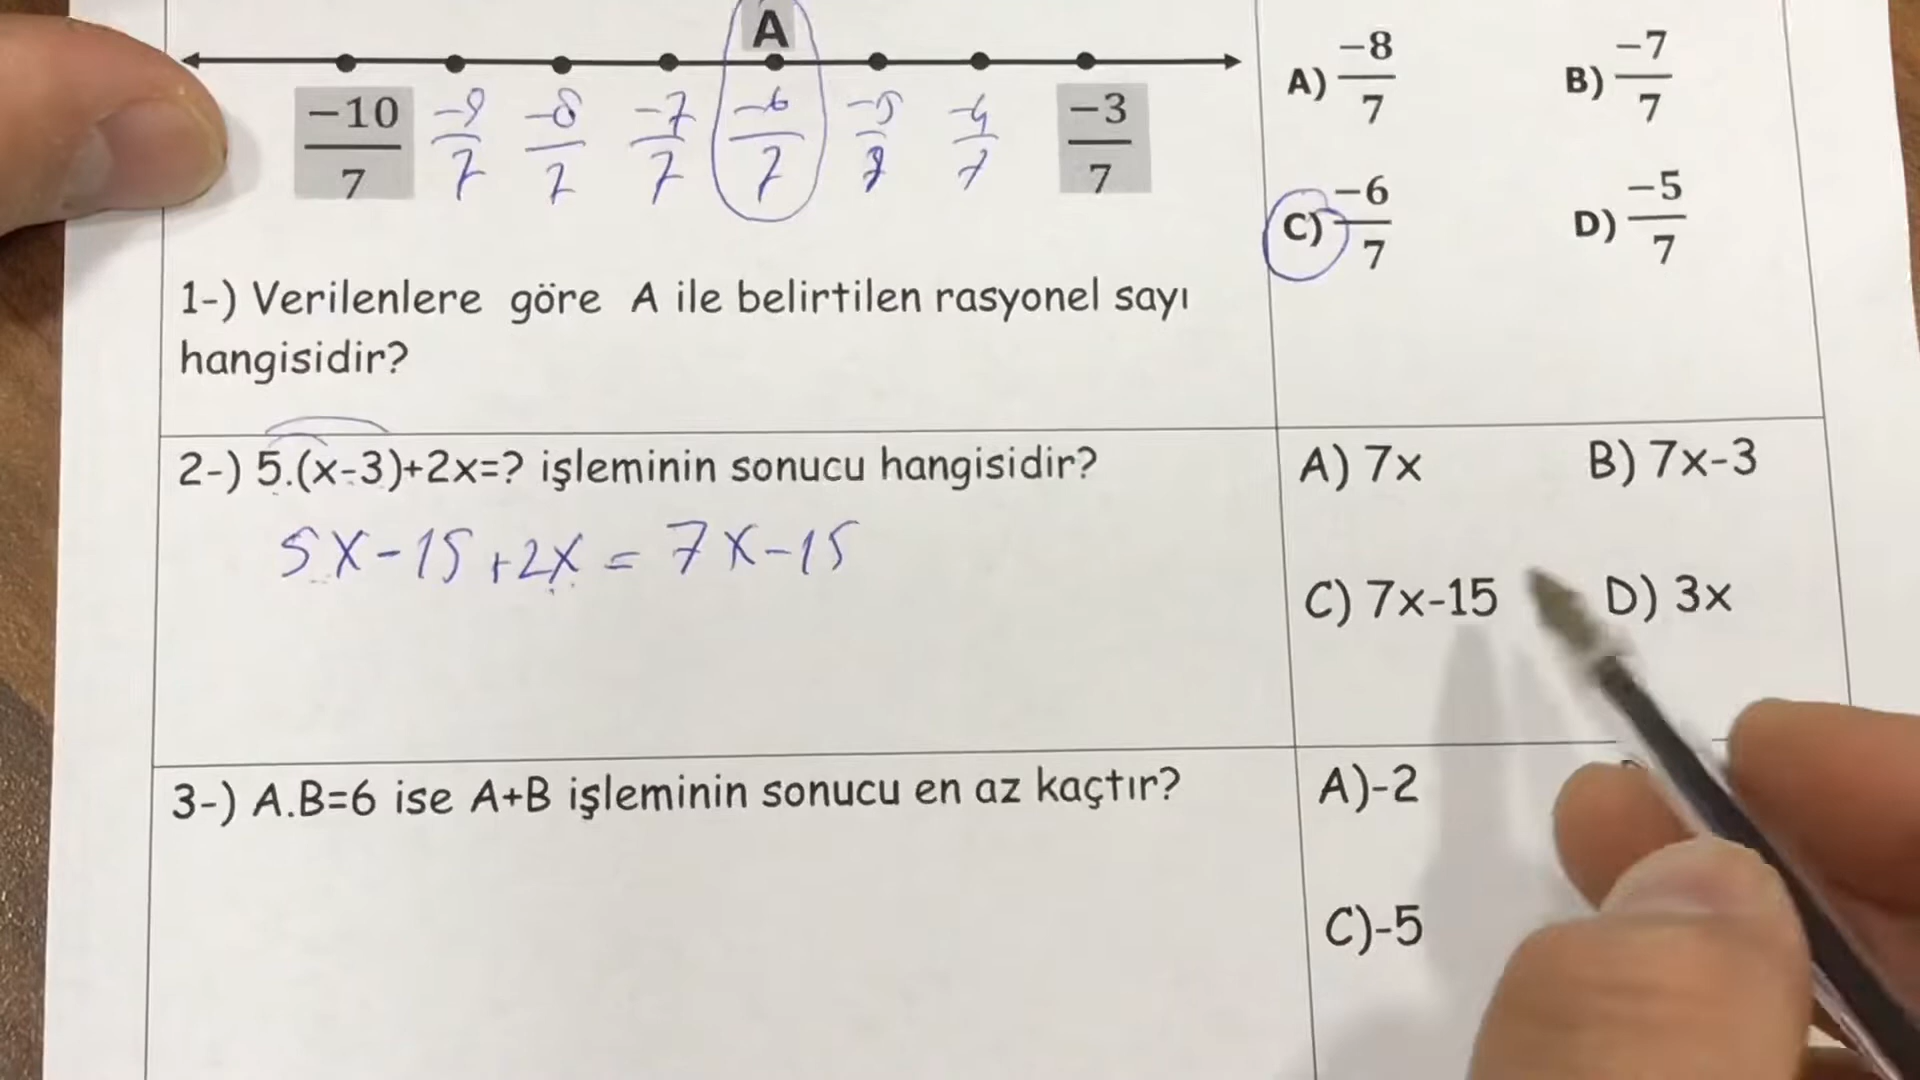 A
-10/7 -9/7 -8/7 -7/7 -6/7 -5/7 -4/7 -3/7
1-) Verilenlere göre A ile belirtilen rasyonel sayı
hangisidir?
A) -8/7 B) -7/7
C) -6/7 D) -5/7
2-) 5.(x-3)+2x=? işleminin sonucu hangisidir?
5x-15+2x = 7x-15
A) 7x B) 7x-3
C) 7x-15 D) 3x
3-) A.B=6 ise A+B işleminin sonucu en az kaçtır?
A)-2
C)-5